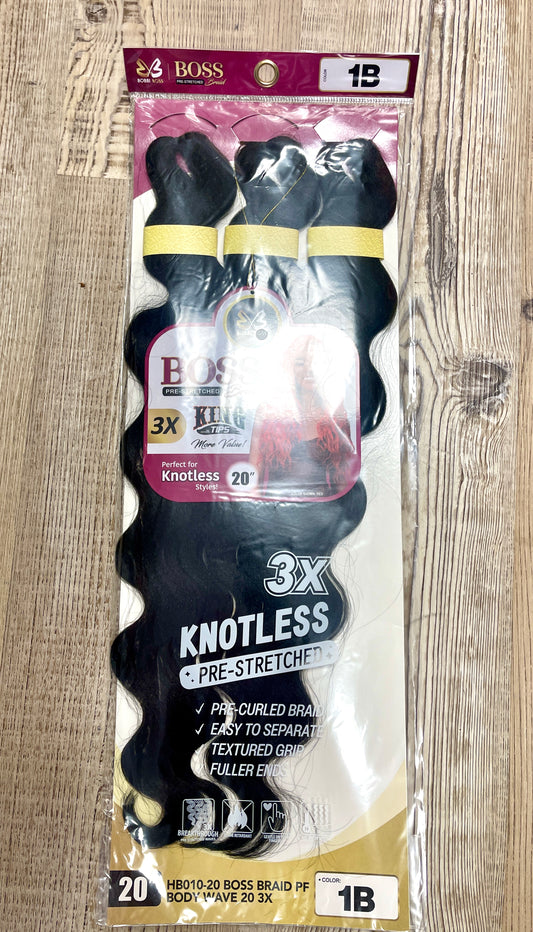 BOBBI BOSS
BOSS
PRE-STRETCHED
Braid
COLOR
1B
BOSS
PRE-STRETCHED
3X
KING
TIPS
More Value!
Perfect for
Knotless
Styles!
20"
3X
KNOTLESS
PRE-STRETCHED
✓ PRE-CURLED BRAID
✓ EASY TO SEPARATE
TEXTURED GRIP
✓ FULLER ENDS
BREAKTHROUGH
20
HB010-20 BOSS BRAID PF
BODY WAVE 20 3X
• COLOR:
1B